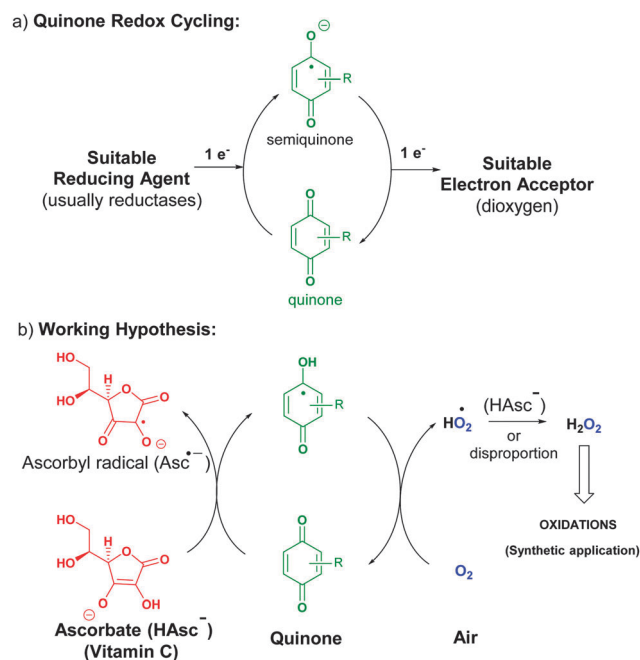 a) Quinone Redox Cycling:
O ⊖
•
R
O
semiquinone
1 e-
1 e-
Suitable
Reducing Agent
(usually reductases)
Suitable
Electron Acceptor
(dioxygen)
O
R
O
quinone
b) Working Hypothesis:
HO
H
HO
O
O
O
•
O ⊖
Ascorbyl radical (Asc•−)
OH
•
R
O
HO2•
(HAsc−)
or
disproportion
H2O2
OXIDATIONS
(Synthetic application)
HO
H
HO
O
O
O
⊖
OH
Ascorbate (HAsc−)
(Vitamin C)
O
R
O
Quinone
O2
Air